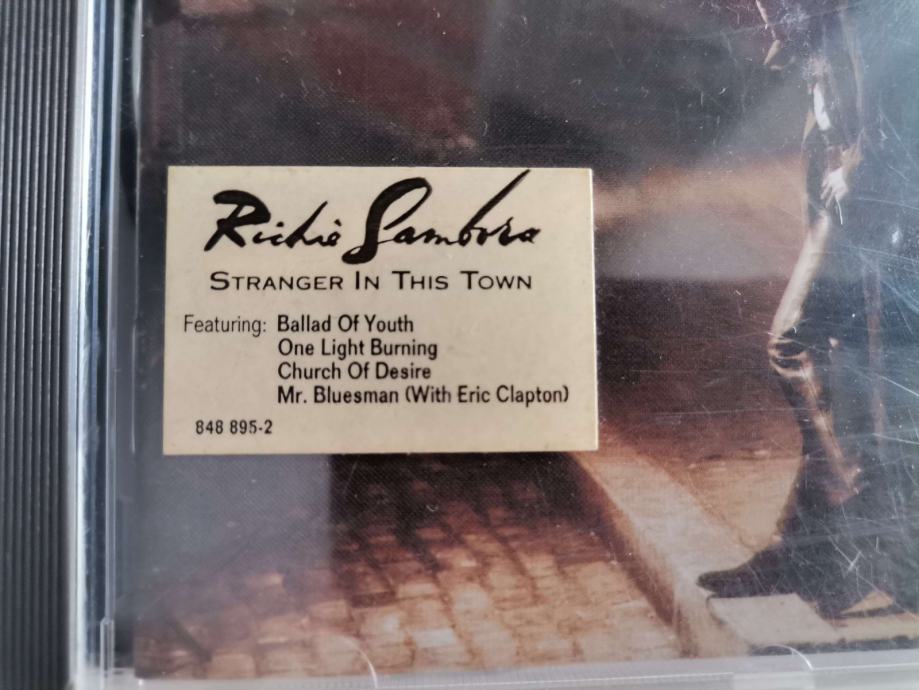 Richie Sambora
STRANGER IN THIS TOWN
Featuring: Ballad Of Youth
One Light Burning
Church Of Desire
Mr. Bluesman (With Eric Clapton)
848 895-2